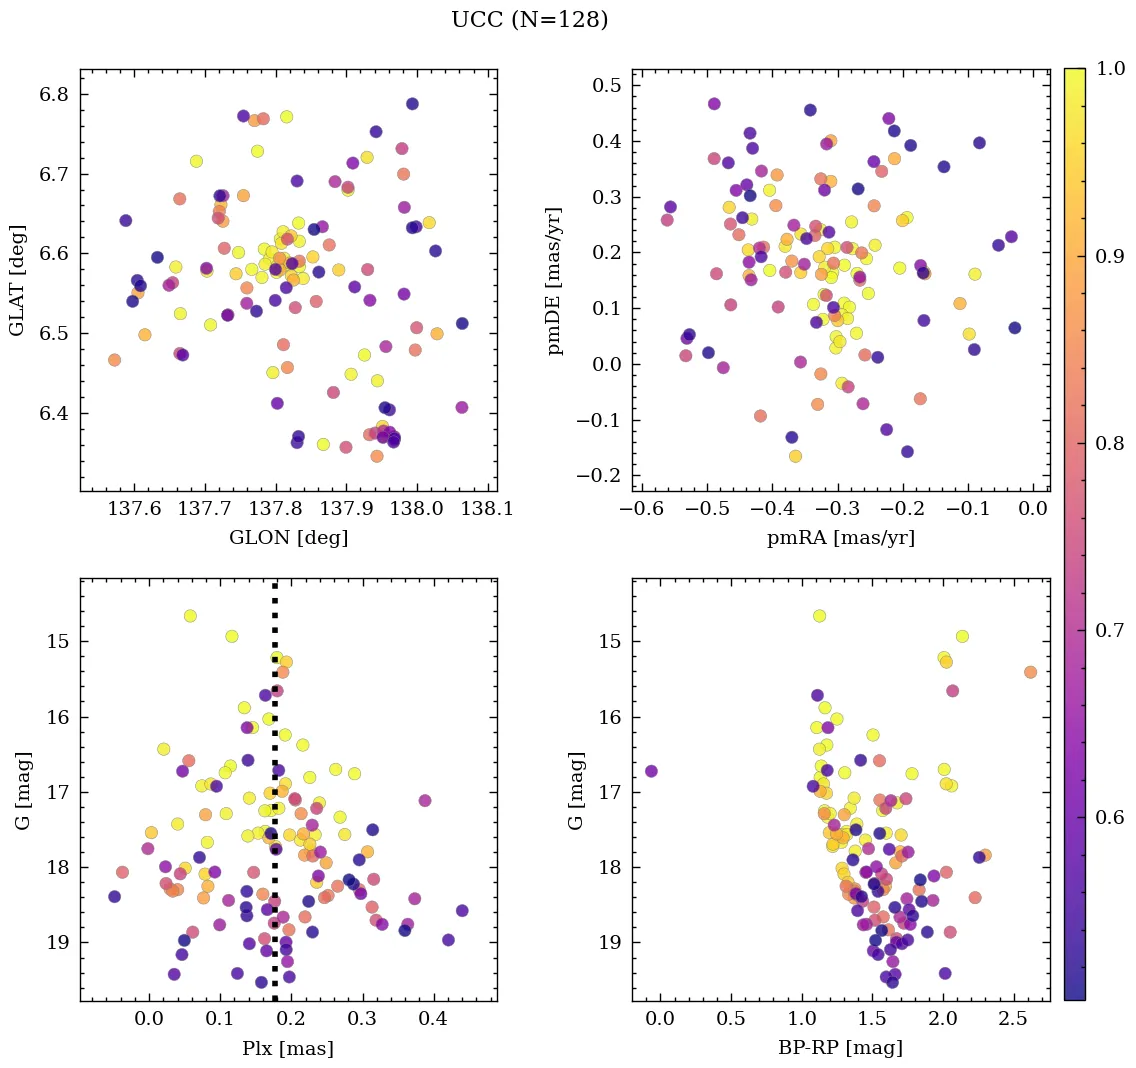 UCC (N=128)
6.8
6.7
6.6
6.5
6.4
GLAT [deg]
137.6 137.7 137.8 137.9 138.0 138.1
GLON [deg]
0.5
0.4
0.3
0.2
0.1
0.0
−0.1
−0.2
pmDE [mas/yr]
−0.6 −0.5 −0.4 −0.3 −0.2 −0.1 0.0
pmRA [mas/yr]
15
16
17
18
19
G [mag]
0.0 0.1 0.2 0.3 0.4
Plx [mas]
15
16
17
18
19
G [mag]
0.0 0.5 1.0 1.5 2.0 2.5
BP-RP [mag]
1.0
0.9
0.8
0.7
0.6